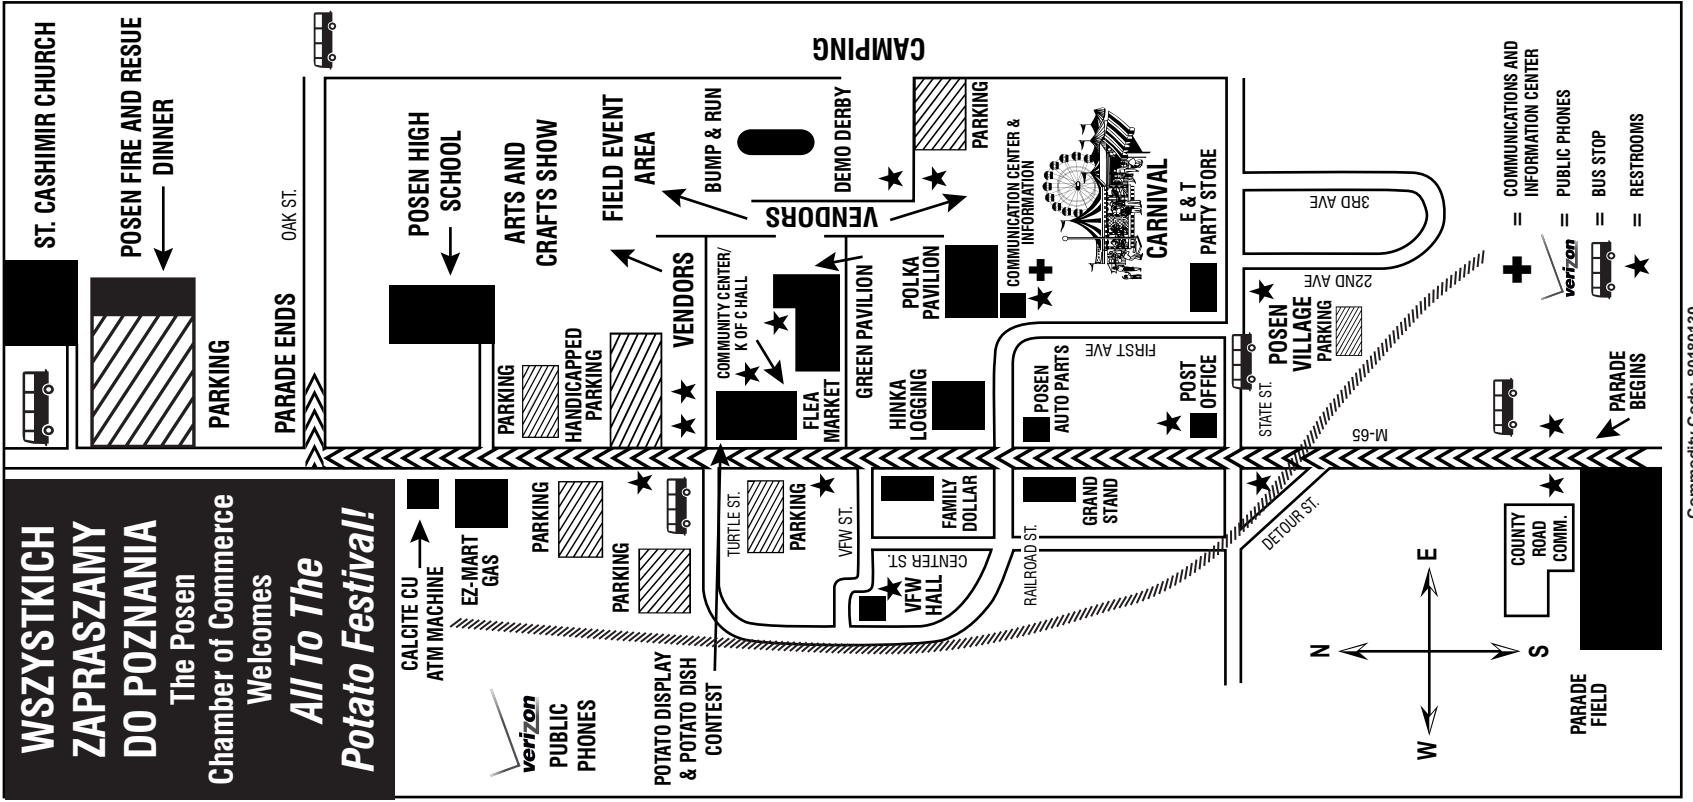 WSZYSTKICH
ZAPRASZAMY
DO POZNANIA
The Posen
Chamber of Commerce
Welcomes
All To The
Potato Festival!
ST. CASHIMIR CHURCH
POSEN FIRE AND RESUE
DINNER
PARKING
OAK ST.
PARADE ENDS
CAMPING
POSEN HIGH
SCHOOL
ARTS AND
CRAFTS SHOW
FIELD EVENT
AREA
BUMP & RUN
DEMO DERBY
PARKING
VENDORS
VENDORS
PARKING
HANDICAPPED
PARKING
COMMUNITY CENTER/
K OF C HALL
FLEA
MARKET
GREEN PAVILION
POLKA
PAVILION
COMMUNICATION CENTER &
INFORMATION
CARNIVAL
E & T
PARTY STORE
HINKA
LOGGING
POSEN
AUTO PARTS
FIRST AVE
POST
OFFICE
3RD AVE
22ND AVE
POSEN
VILLAGE
PARKING
STATE ST.
M-65
PARADE
BEGINS
= COMMUNICATIONS AND
INFORMATION CENTER
verizon = PUBLIC PHONES
= BUS STOP
= RESTROOMS
CALCITE CU
ATM MACHINE
EZ-MART
GAS
PARKING
PARKING
TURTLE ST.
PARKING
VFW ST.
FAMILY
DOLLAR
CENTER ST.
VFW
HALL
GRAND
STAND
RAILROAD ST.
DETOUR ST.
COUNTY
ROAD
COMM.
PARADE
FIELD
N
E
S
W
verizon
PUBLIC
PHONES
POTATO DISPLAY
& POTATO DISH
CONTEST